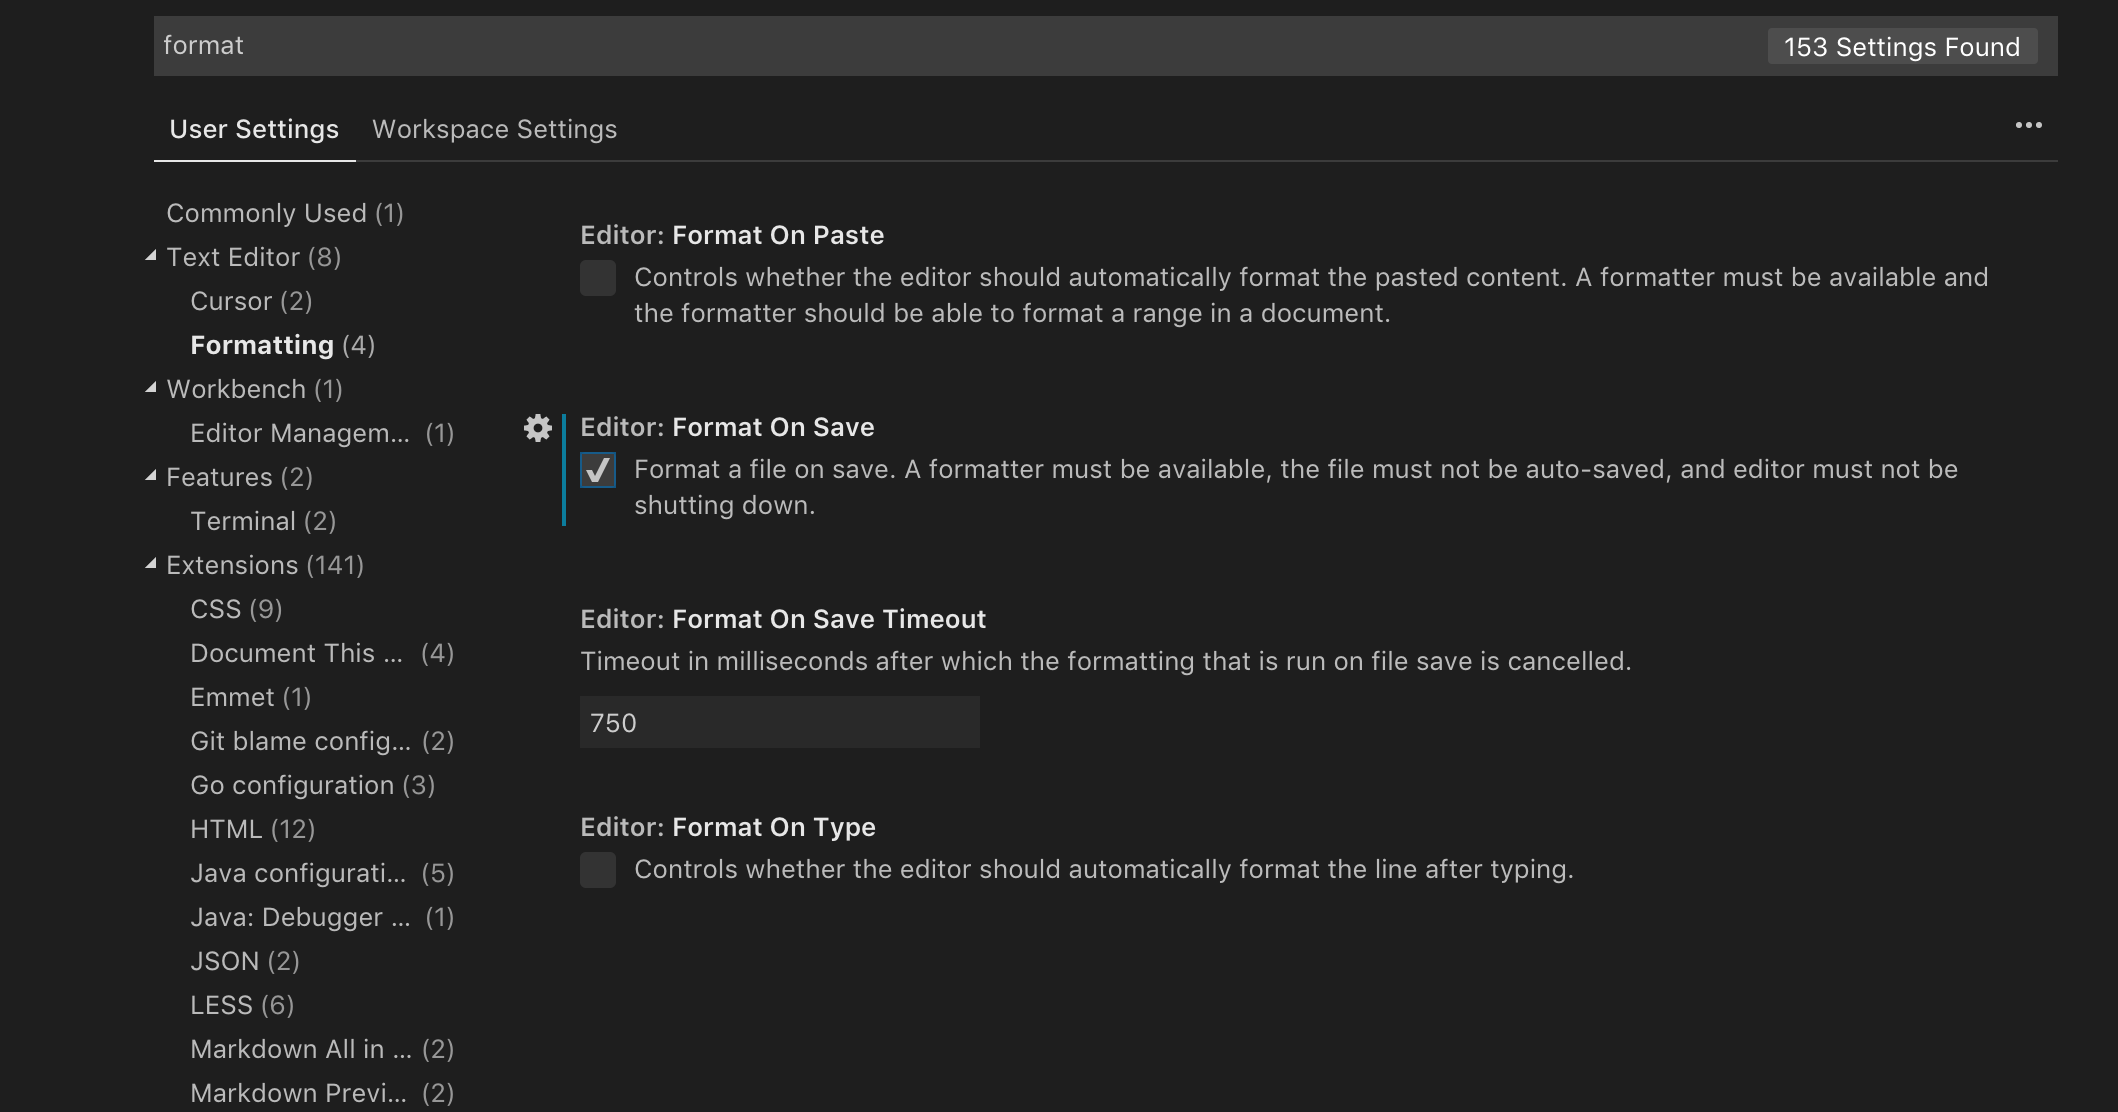 format
153 Settings Found
User Settings
Workspace Settings
Commonly Used (1)
Text Editor (8)
Cursor (2)
Formatting (4)
Workbench (1)
Editor Managem... (1)
Features (2)
Terminal (2)
Extensions (141)
CSS (9)
Document This ... (4)
Emmet (1)
Git blame config... (2)
Go configuration (3)
HTML (12)
Java configurati... (5)
Java: Debugger ... (1)
JSON (2)
LESS (6)
Markdown All in ... (2)
Markdown Previ... (2)
Editor: Format On Paste
Controls whether the editor should automatically format the pasted content. A formatter must be available and
the formatter should be able to format a range in a document.
Editor: Format On Save
Format a file on save. A formatter must be available, the file must not be auto-saved, and editor must not be
shutting down.
Editor: Format On Save Timeout
Timeout in milliseconds after which the formatting that is run on file save is cancelled.
750
Editor: Format On Type
Controls whether the editor should automatically format the line after typing.